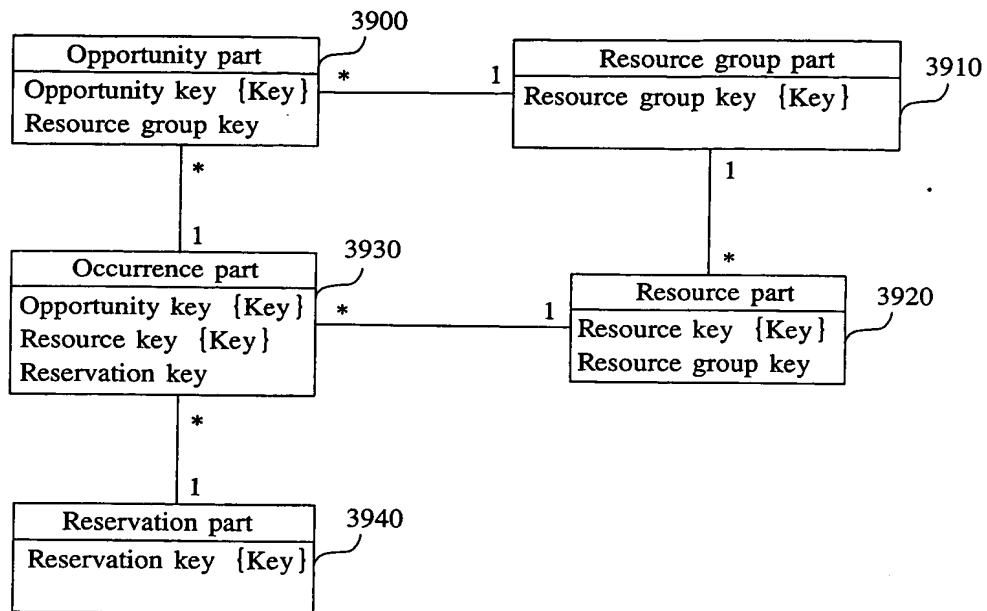 3900
Opportunity part
Opportunity key {Key}
Resource group key
* 1
Resource group part
Resource group key {Key}
3910
*
1
1
*
3930
Occurrence part
Opportunity key {Key}
Resource key {Key}
Reservation key
* 1
Resource part
Resource key {Key}
Resource group key
3920
*
1
3940
Reservation part
Reservation key {Key}